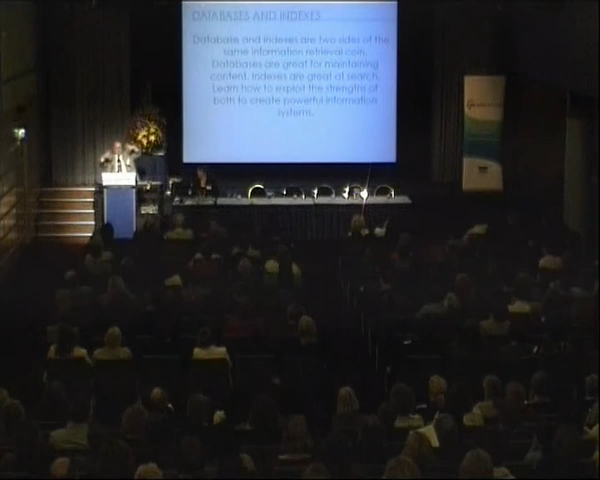 DATABASES AND INDEXES
Database and indexes are two sides of the
same information retrieval coin.
Databases are great for maintaining
content. Indexes are great at search.
Learn how to exploit the strengths of
both to create powerful information
systems.